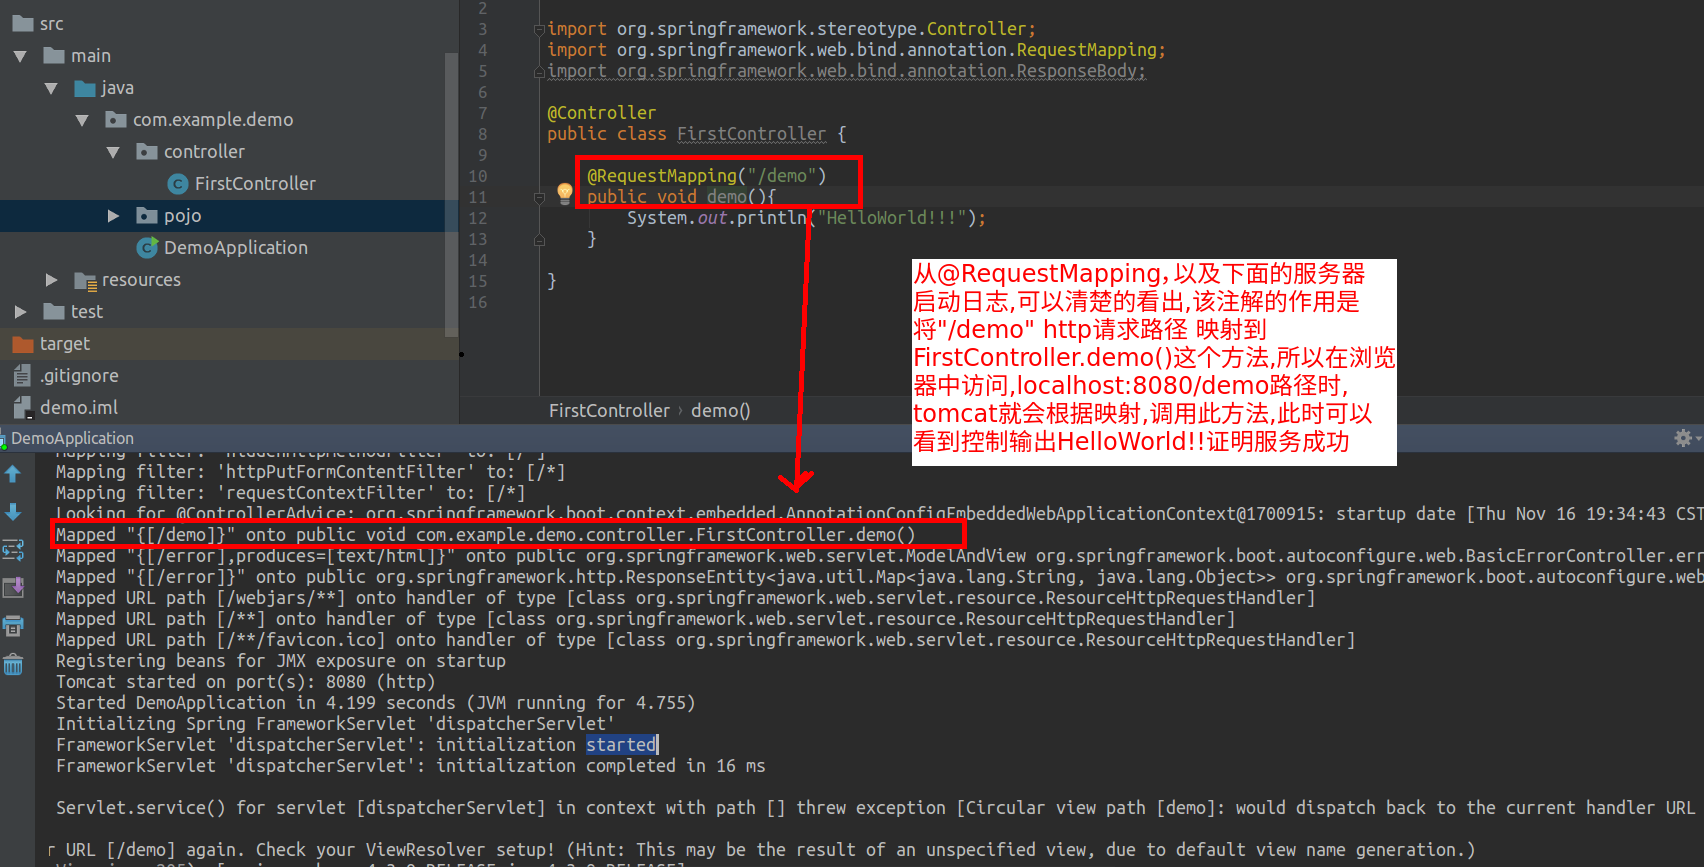 src
main
java
com.example.demo
controller
FirstController
pojo
DemoApplication
resources
test
target
.gitignore
demo.iml
2
3 import org.springframework.stereotype.Controller;
4 import org.springframework.web.bind.annotation.RequestMapping;
5 import org.springframework.web.bind.annotation.ResponseBody;
6
7 @Controller
8 public class FirstController {
9
10 @RequestMapping("/demo")
11 public void demo(){
12 System.out.println("HelloWorld!!!");
13 }
14
15 }
16
从@RequestMapping,以及下面的服务器
启动日志,可以清楚的看出,该注解的作用是
将"/demo" http请求路径 映射到
FirstController.demo()这个方法,所以在浏览
器中访问,localhost:8080/demo路径时,
tomcat就会根据映射,调用此方法,此时可以
看到控制输出HelloWorld!!证明服务成功
FirstController › demo()
DemoApplication
Mapping filter: 'hiddenHttpMethodFilter' to: [/*]
Mapping filter: 'httpPutFormContentFilter' to: [/*]
Mapping filter: 'requestContextFilter' to: [/*]
Looking for @ControllerAdvice: org.springframework.boot.context.embedded.AnnotationConfigEmbeddedWebApplicationContext@1700915: startup date [Thu Nov 16 19:34:43 CST
Mapped "{[/demo]}" onto public void com.example.demo.controller.FirstController.demo()
Mapped "{[/error],produces=[text/html]}" onto public org.springframework.web.servlet.ModelAndView org.springframework.boot.autoconfigure.web.BasicErrorController.err
Mapped "{[/error]}" onto public org.springframework.http.ResponseEntity<java.util.Map<java.lang.String, java.lang.Object>> org.springframework.boot.autoconfigure.web
Mapped URL path [/webjars/**] onto handler of type [class org.springframework.web.servlet.resource.ResourceHttpRequestHandler]
Mapped URL path [/**] onto handler of type [class org.springframework.web.servlet.resource.ResourceHttpRequestHandler]
Mapped URL path [/**/favicon.ico] onto handler of type [class org.springframework.web.servlet.resource.ResourceHttpRequestHandler]
Registering beans for JMX exposure on startup
Tomcat started on port(s): 8080 (http)
Started DemoApplication in 4.199 seconds (JVM running for 4.755)
Initializing Spring FrameworkServlet 'dispatcherServlet'
FrameworkServlet 'dispatcherServlet': initialization started
FrameworkServlet 'dispatcherServlet': initialization completed in 16 ms
Servlet.service() for servlet [dispatcherServlet] in context with path [] threw exception [Circular view path [demo]: would dispatch back to the current handler URL
r URL [/demo] again. Check your ViewResolver setup! (Hint: This may be the result of an unspecified view, due to default view name generation.)